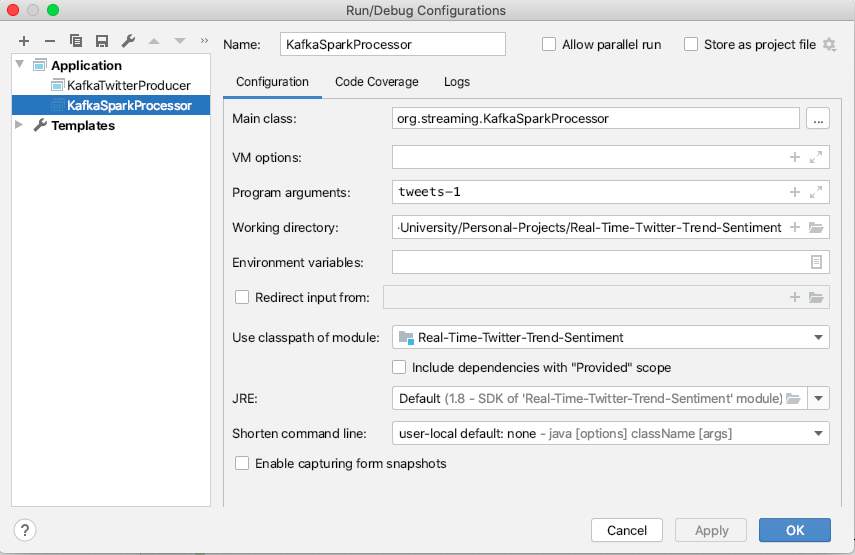 Run/Debug Configurations
Name: KafkaSparkProcessor Allow parallel run Store as project file
Application
KafkaTwitterProducer
KafkaSparkProcessor
Templates
Configuration Code Coverage Logs
Main class: org.streaming.KafkaSparkProcessor ...
VM options:
Program arguments: tweets-1
Working directory: -University/Personal-Projects/Real-Time-Twitter-Trend-Sentiment
Environment variables:
Redirect input from:
Use classpath of module: Real-Time-Twitter-Trend-Sentiment
Include dependencies with "Provided" scope
JRE: Default (1.8 - SDK of 'Real-Time-Twitter-Trend-Sentiment' module)
Shorten command line: user-local default: none - java [options] className [args]
Enable capturing form snapshots
? Cancel Apply OK